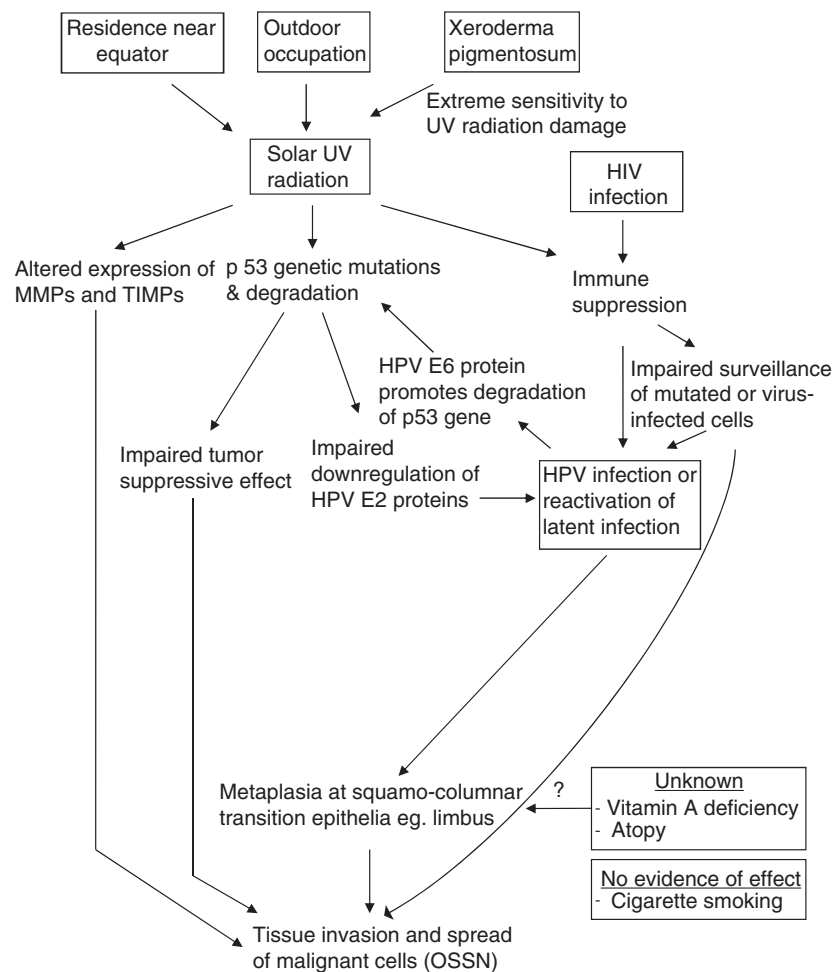 Residence near
equator
Outdoor
occupation
Xeroderma
pigmentosum
Extreme sensitivity to
UV radiation damage
Solar UV
radiation
HIV
infection
Altered expression of
MMPs and TIMPs
p 53 genetic mutations
& degradation
Immune
suppression
HPV E6 protein
promotes degradation
of p53 gene
Impaired surveillance
of mutated or virus-
infected cells
Impaired tumor
suppressive effect
Impaired
downregulation of
HPV E2 proteins
HPV infection or
reactivation of
latent infection
Metaplasia at squamo-columnar
transition epithelia eg. limbus
?
Unknown
- Vitamin A deficiency
- Atopy
No evidence of effect
- Cigarette smoking
Tissue invasion and spread
of malignant cells (OSSN)